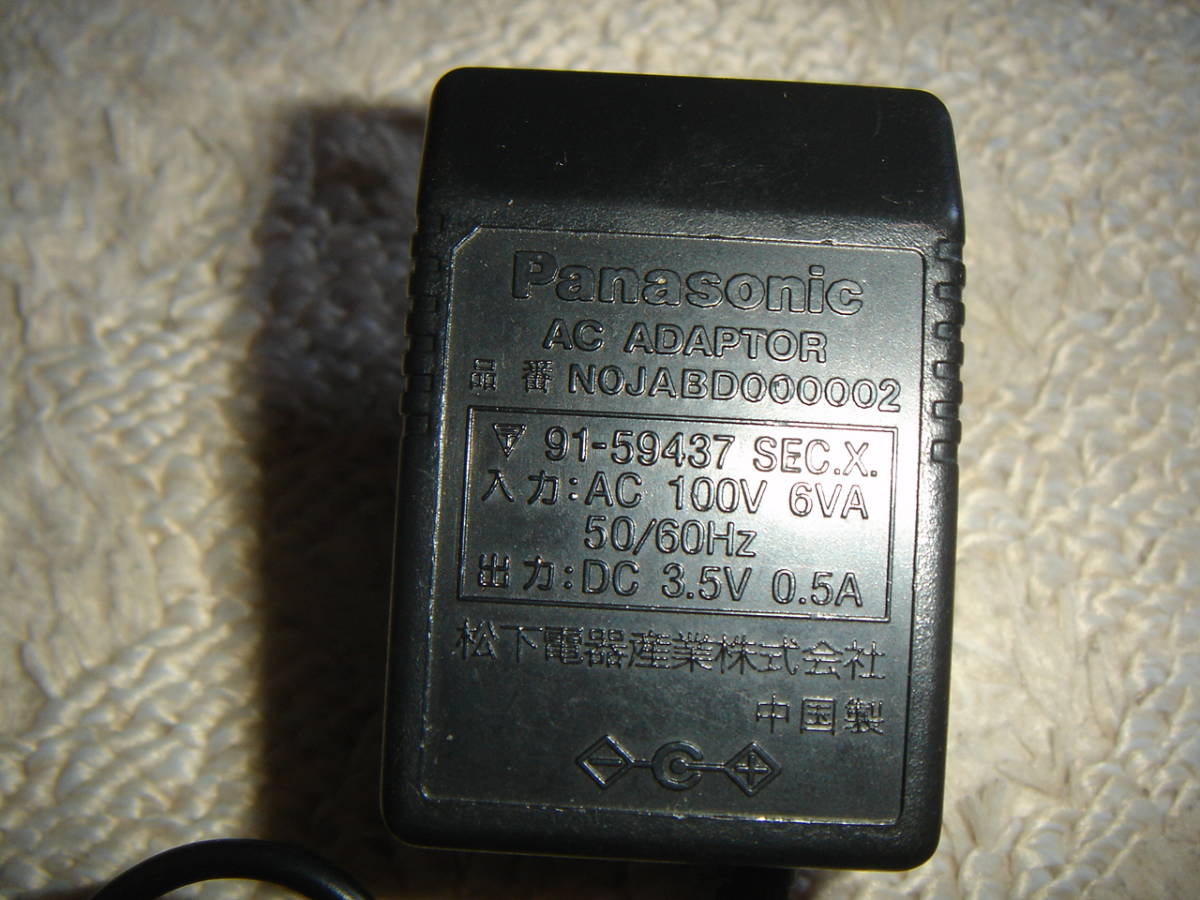 Panasonic
AC ADAPTOR
品番 N0JABD000002
91-59437 SEC.X.
入力:AC 100V 6VA
50/60Hz
出力:DC 3.5V 0.5A
松下電器産業株式会社
中国製